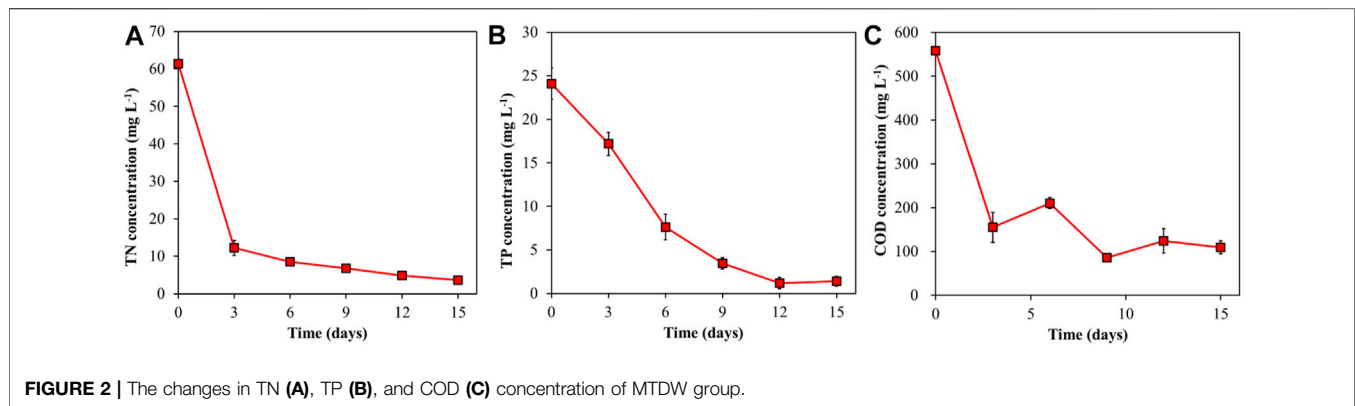 A
TN concentration (mg L-1)
70
60
50
40
30
20
10
0
0 3 6 9 12 15
Time (days)
B
TP concentration (mg L-1)
30
25
20
15
10
5
0
0 3 6 9 12 15
Time (days)
C
COD concentration (mg L-1)
600
500
400
300
200
100
0
0 5 10 15
Time (days)
FIGURE 2 | The changes in TN (A), TP (B), and COD (C) concentration of MTDW group.